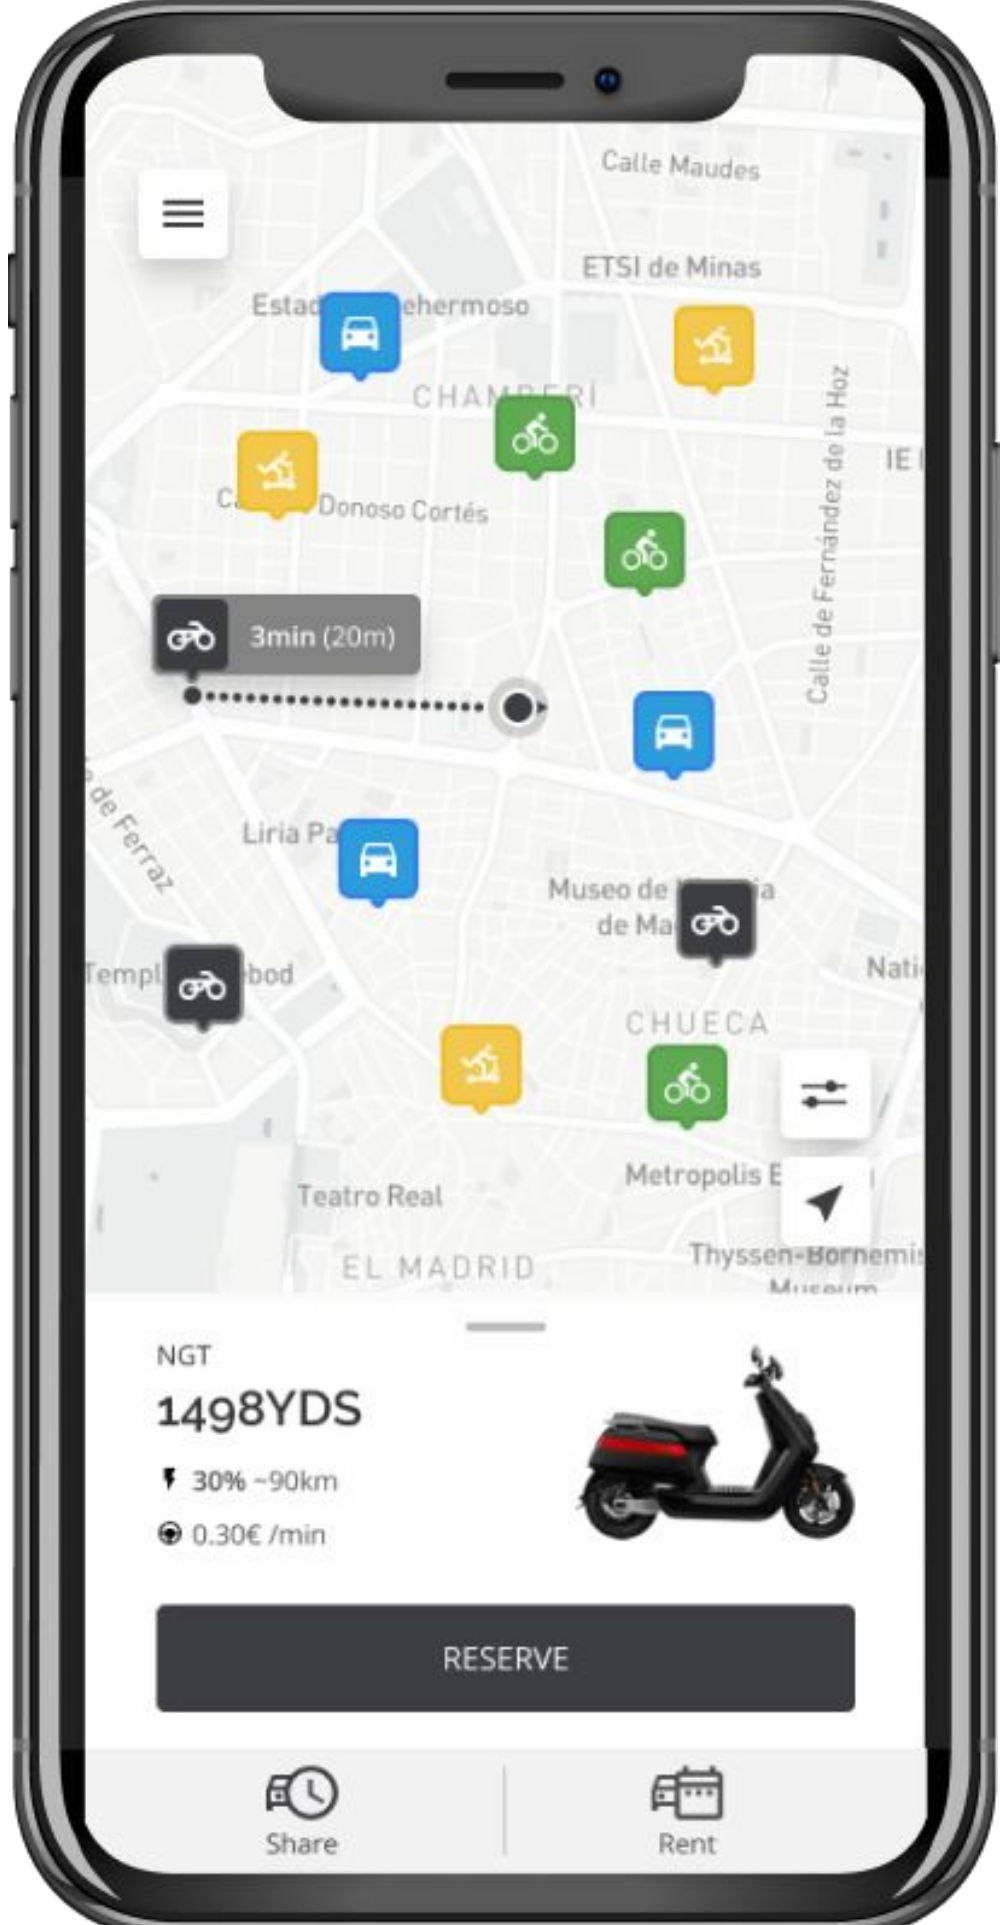 Calle Maudes
ETSI de Minas
Estad ehermoso
CHAMBERÍ
Calle de Fernández de la Hoz
IE
Donoso Cortés
3min (20m)
de Ferraz
Liria Pa
Museo de
de Ma
Templ bod
Nati
CHUECA
Metropolis E
Teatro Real
Thyssen-Bornemis
Museum
EL MADRID
NGT
1498YDS
30% ~90km
0.30€ /min
RESERVE
Share
Rent